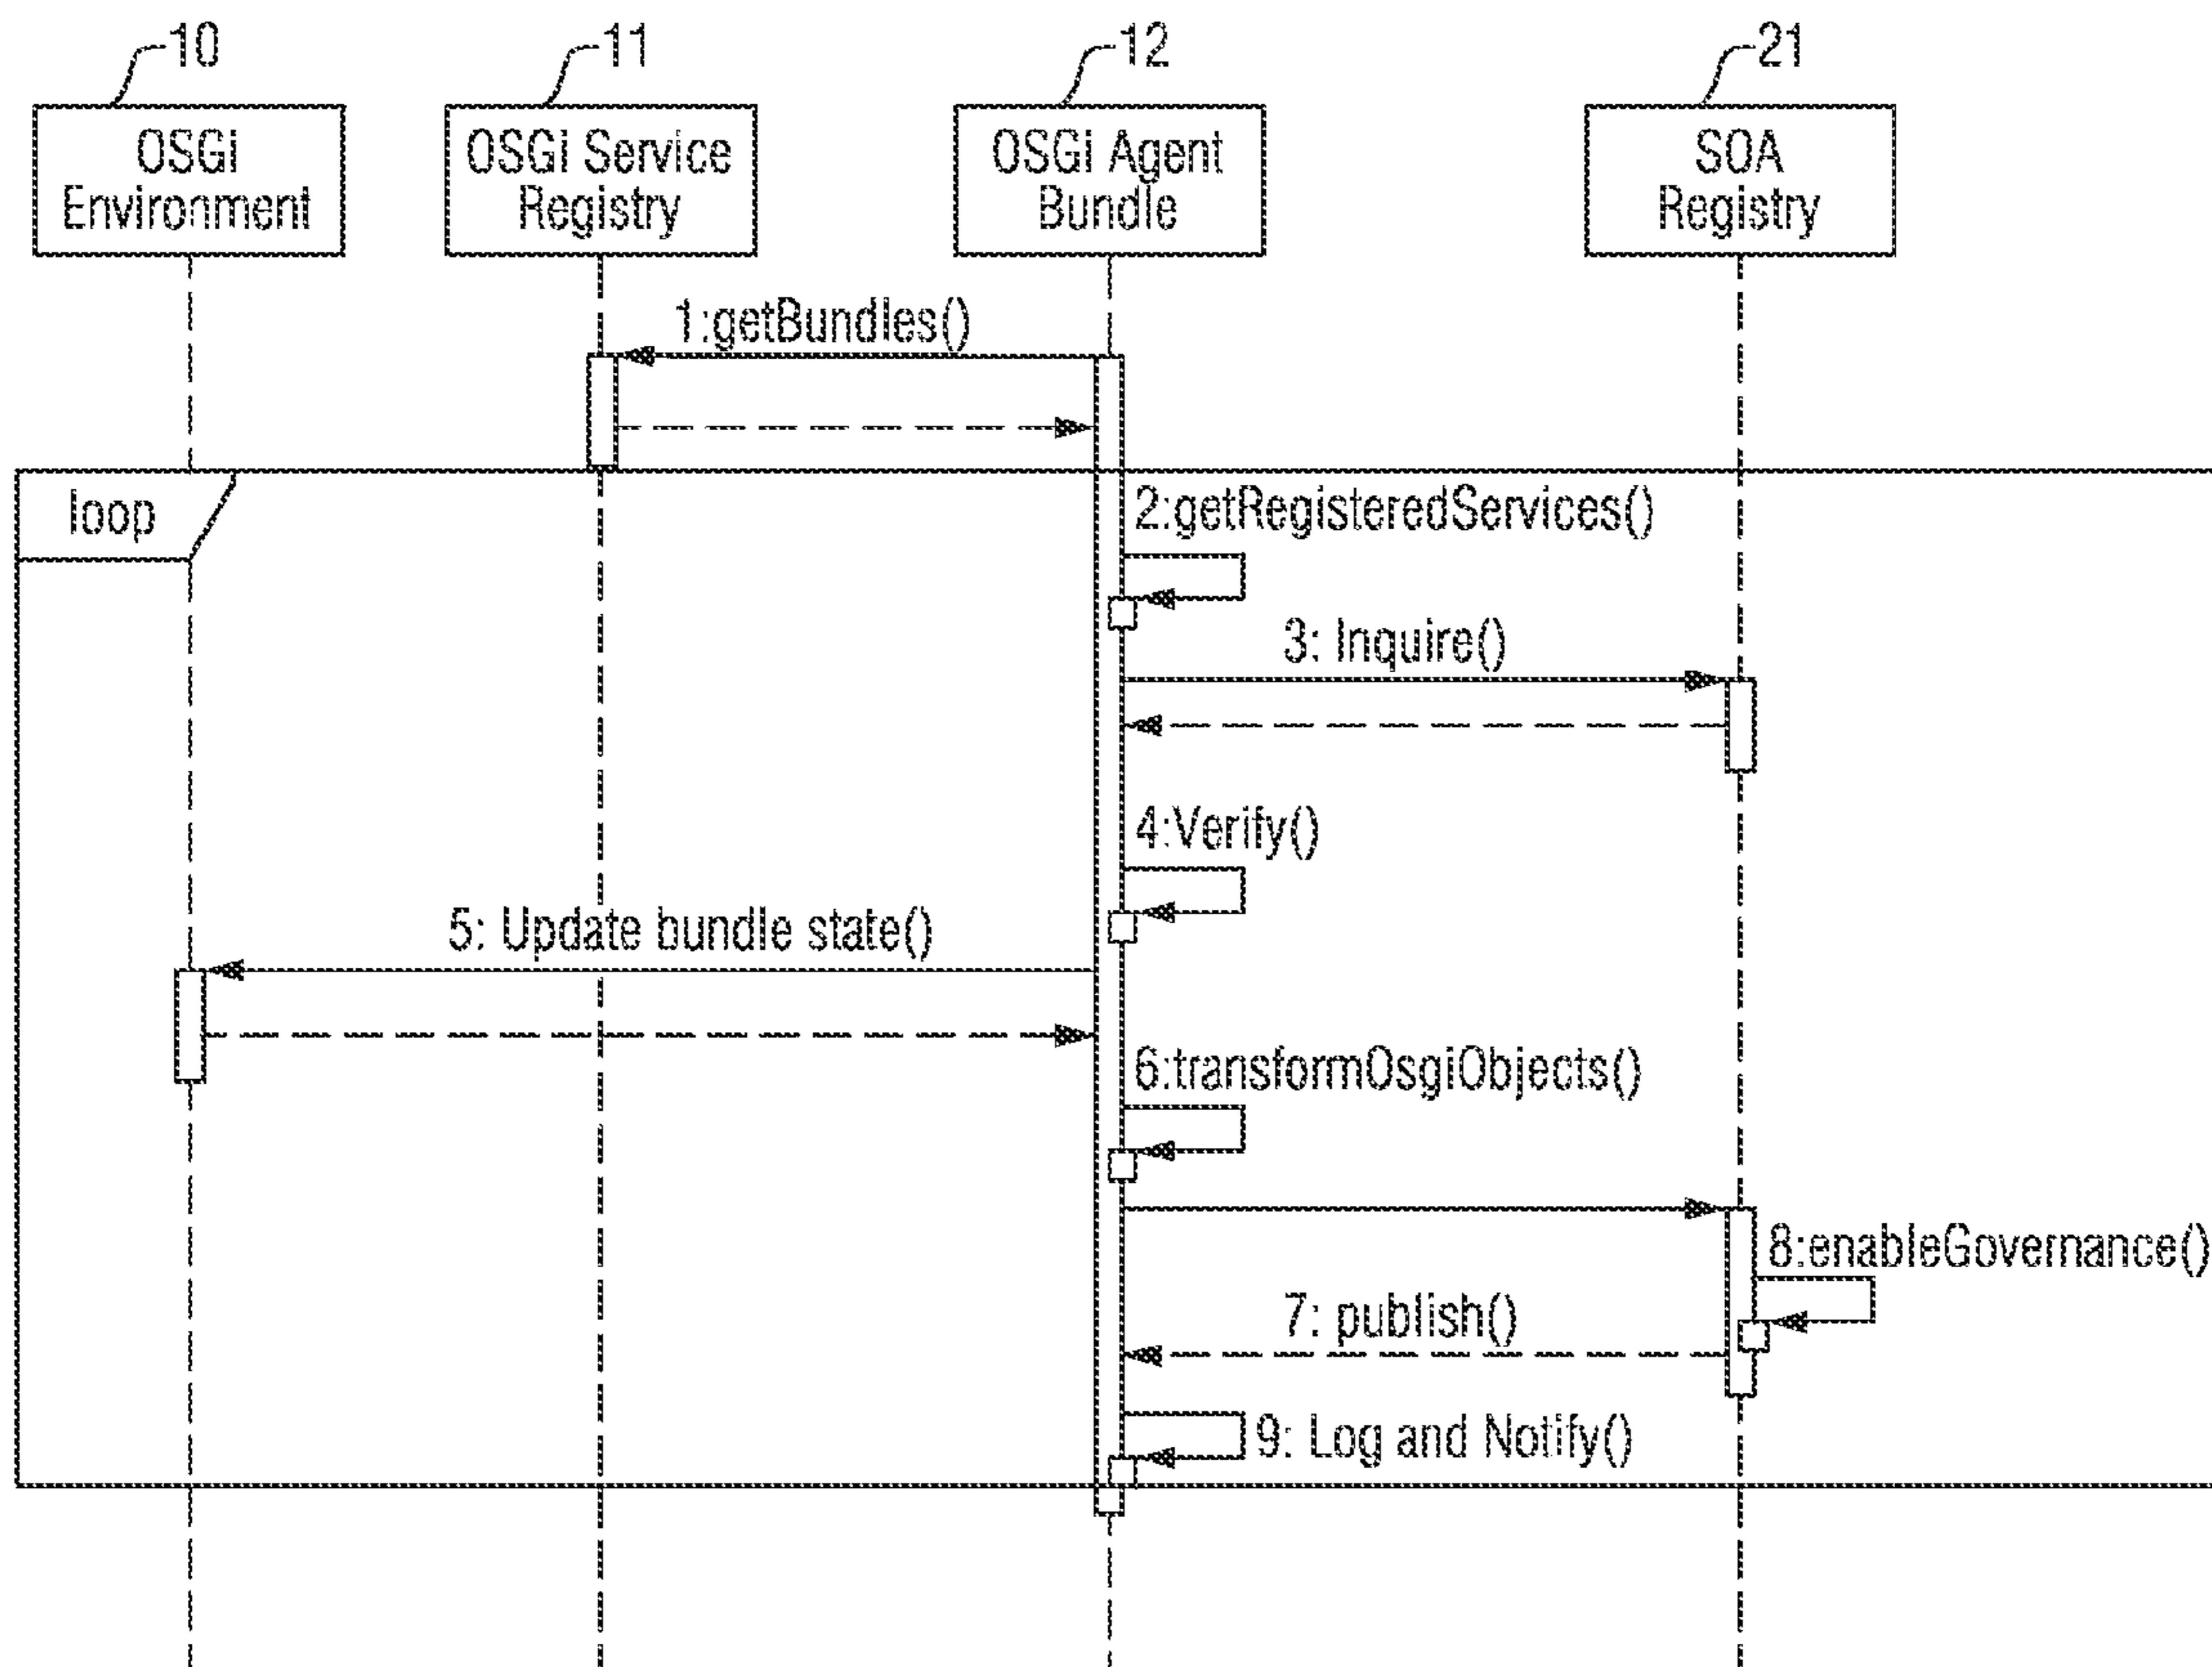 10
11
12
21
OSGi
Environment
OSGi Service
Registry
OSGi Agent
Bundle
SOA
Registry
1:getBundles()
loop
2:getRegisteredServices()
3: Inquire()
4:Verify()
5: Update bundle state()
6:transformOsgiObjects()
8:enableGovernance()
7: publish()
9: Log and Notify()